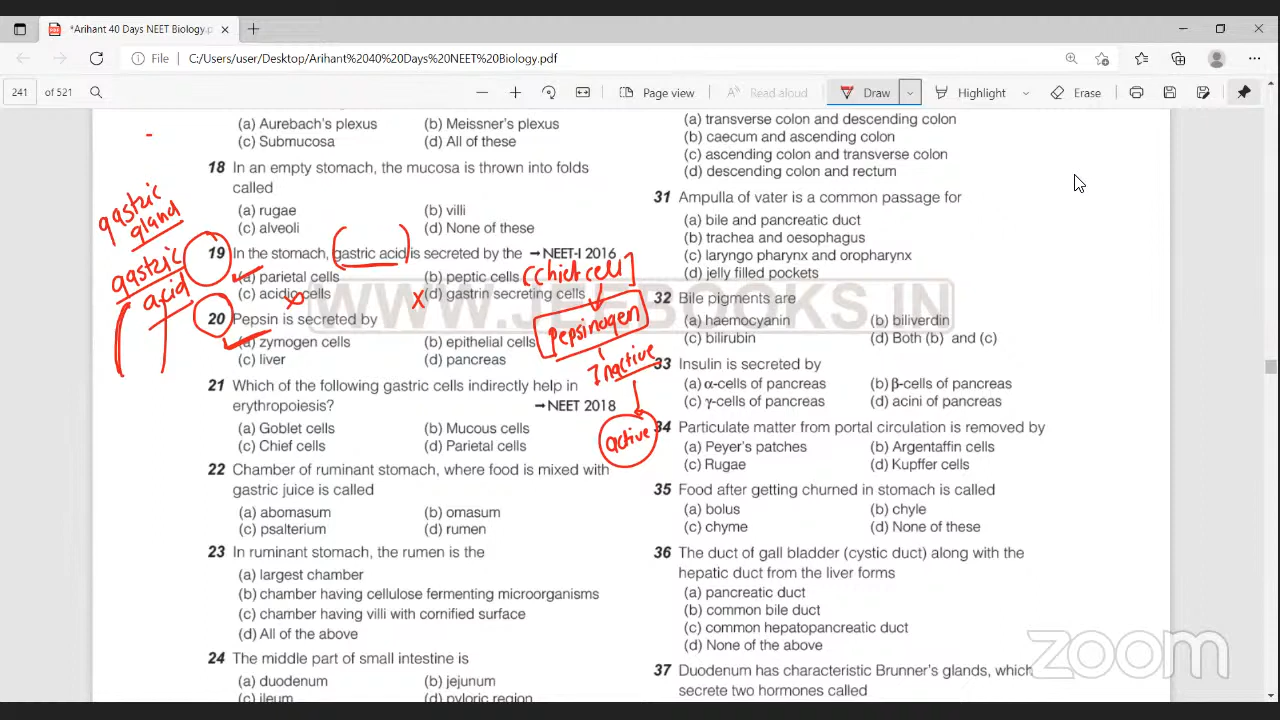 *Arihant 40 Days NEET Biology.p
File
C:/Users/user/Desktop/Arihant%2040%20Days%20NEET%20Biology.pdf
241 of 521
Page view
Read aloud
Draw
Highlight
Erase
(a) Aurebach's plexus (b) Meissner's plexus
(c) Submucosa (d) All of these
18 In an empty stomach, the mucosa is thrown into folds
called
(a) rugae (b) villi
(c) alveoli (d) None of these
19 In the stomach, gastric acid is secreted by the → NEET-I 2016
(a) parietal cells (b) peptic cells
(c) acidic cells (d) gastrin secreting cells
20 Pepsin is secreted by
(a) zymogen cells (b) epithelial cells
(c) liver (d) pancreas
21 Which of the following gastric cells indirectly help in
erythropoiesis? → NEET 2018
(a) Goblet cells (b) Mucous cells
(c) Chief cells (d) Parietal cells
22 Chamber of ruminant stomach, where food is mixed with
gastric juice is called
(a) abomasum (b) omasum
(c) psalterium (d) rumen
23 In ruminant stomach, the rumen is the
(a) largest chamber
(b) chamber having cellulose fermenting microorganisms
(c) chamber having villi with cornified surface
(d) All of the above
24 The middle part of small intestine is
(a) duodenum (b) jejunum
(c) ileum (d) pyloric region
gastric
gland
gastric
acid
[chief cell]
Pepsinogen
Inactive
active
(a) transverse colon and descending colon
(b) caecum and ascending colon
(c) ascending colon and transverse colon
(d) descending colon and rectum
31 Ampulla of vater is a common passage for
(a) bile and pancreatic duct
(b) trachea and oesophagus
(c) laryngo pharynx and oropharynx
(d) jelly filled pockets
32 Bile pigments are
(a) haemocyanin (b) biliverdin
(c) bilirubin (d) Both (b) and (c)
33 Insulin is secreted by
(a) α-cells of pancreas (b) β-cells of pancreas
(c) γ-cells of pancreas (d) acini of pancreas
34 Particulate matter from portal circulation is removed by
(a) Peyer's patches (b) Argentaffin cells
(c) Rugae (d) Kupffer cells
35 Food after getting churned in stomach is called
(a) bolus (b) chyle
(c) chyme (d) None of these
36 The duct of gall bladder (cystic duct) along with the
hepatic duct from the liver forms
(a) pancreatic duct
(b) common bile duct
(c) common hepatopancreatic duct
(d) None of the above
37 Duodenum has characteristic Brunner's glands, which
secrete two hormones called
WWW.JEEBOOKS.IN
zoom